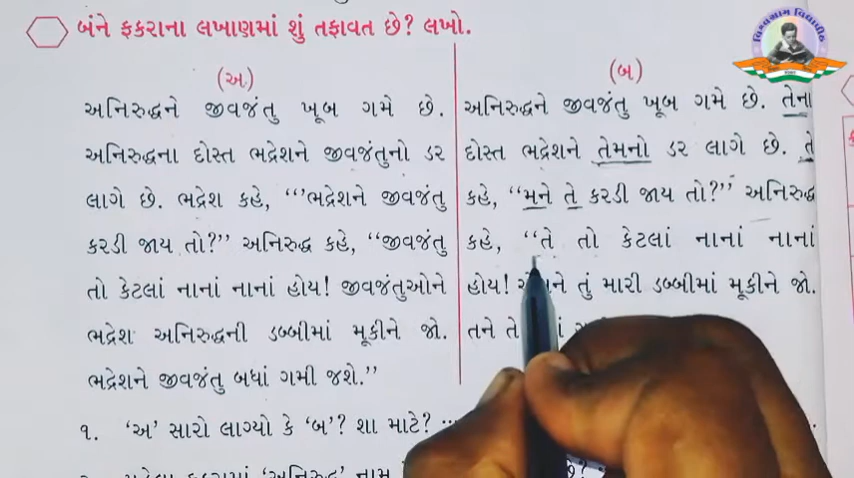 બંને ફકરાના લખાણમાં શું તફાવત છે? લખો.
વિશ્વગ્રામ વિદ્યાપીઠ
(અ)
અનિરુદ્ધને જીવજંતુ ખૂબ ગમે છે.
અનિરુદ્ધના દોસ્ત ભદ્રેશને જીવજંતુનો ડર
લાગે છે. ભદ્રેશ કહે, “'ભદ્રેશને જીવજંતુ
કરડી જાય તો?” અનિરુદ્ધ કહે, “જીવજંતુ
તો કેટલાં નાનાં નાનાં હોય! જીવજંતુઓને
ભદ્રેશ અનિરુદ્ધની ડબ્બીમાં મૂકીને જો.
ભદ્રેશને જીવજંતુ બધાં ગમી જશે.”
(બ)
અનિરુદ્ધને જીવજંતુ ખૂબ ગમે છે. તેના
દોસ્ત ભદ્રેશને તેમનો ડર લાગે છે. તે
કહે, “મને તે કરડી જાય તો?” અનિરુદ્ધ
કહે, “તે તો કેટલાં નાનાં નાનાં
હોય! તું મારી ડબ્બીમાં મૂકીને જો.
તને તે
૧. ‘અ’ સારો લાગ્યો કે ‘બ’? શા માટે?
‘અનિરુદ્ધ’ નામ